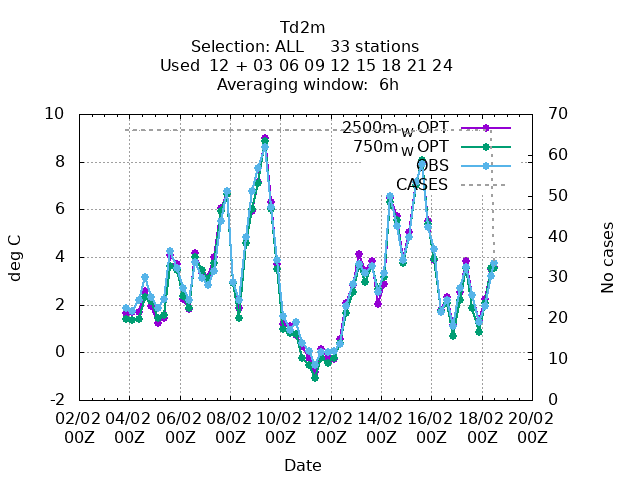 Td2m
Selection: ALL 33 stations
Used 12 + 03 06 09 12 15 18 21 24
Averaging window: 6h
10 70
2500m w OPT
750m w OPT
OBS
CASES
8 60
6 50
4 40
2 30
0 20
-2 10
0
deg C
No cases
02/02 04/02 06/02 08/02 10/02 12/02 14/02 16/02 18/02 20/02
00Z 00Z 00Z 00Z 00Z 00Z 00Z 00Z 00Z 00Z
Date